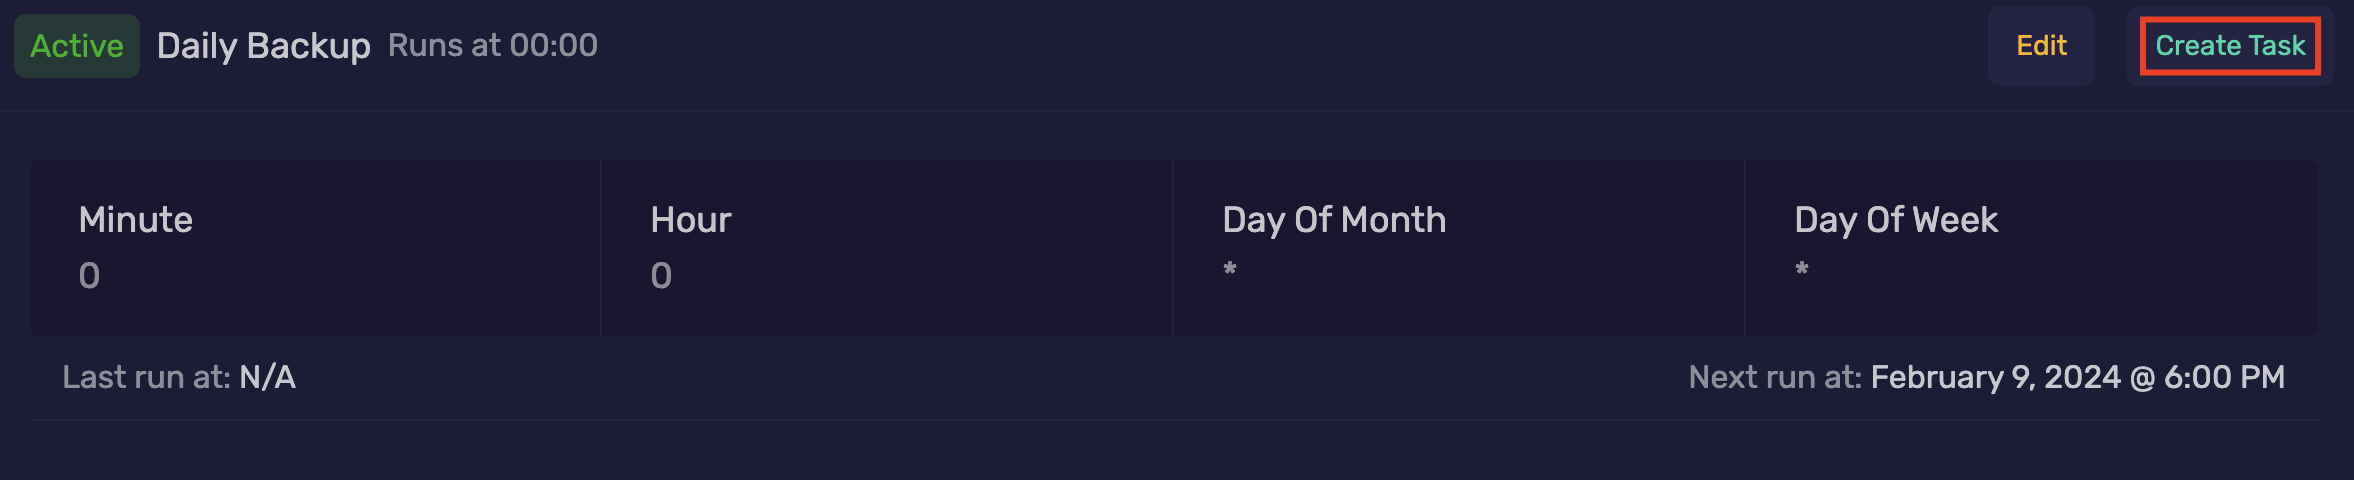 Active Daily Backup Runs at 00:00 Edit Create Task
Minute Hour Day Of Month Day Of Week
0 0 * *
Last run at: N/A Next run at: February 9, 2024 @ 6:00 PM